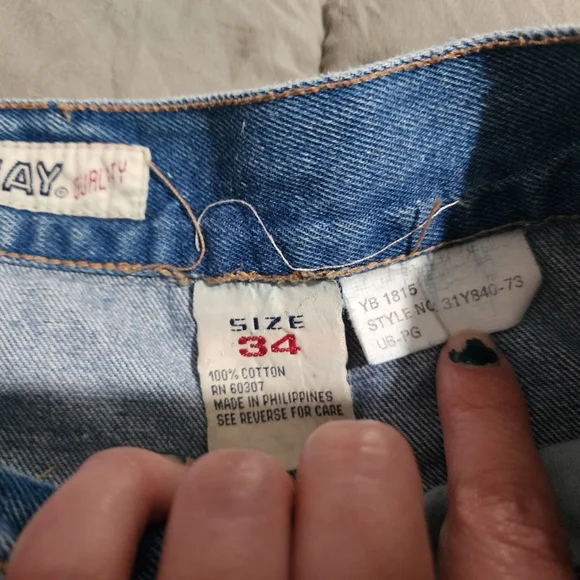 AY® QUALITY
SIZE
34
100% COTTON
RN 60307
MADE IN PHILIPPINES
SEE REVERSE FOR CARE
YB 1815
STYLE NO. 31Y840-73
U6-PG